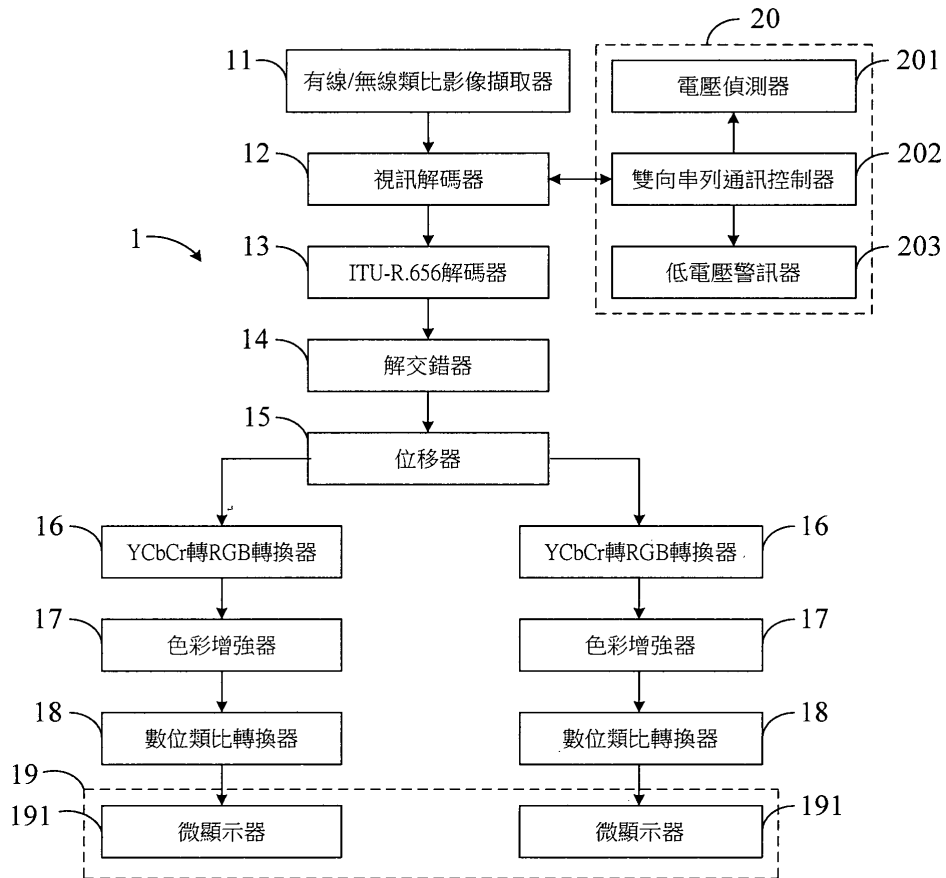 20
11
有線/無線類比影像擷取器
電壓偵測器
201
12
視訊解碼器
雙向串列通訊控制器
202
1
13
ITU-R.656解碼器
低電壓警訊器
203
14
解交錯器
15
位移器
16
YCbCr轉RGB轉換器
YCbCr轉RGB轉換器
16
17
色彩增強器
色彩增強器
17
18
數位類比轉換器
數位類比轉換器
18
19
191
微顯示器
微顯示器
191